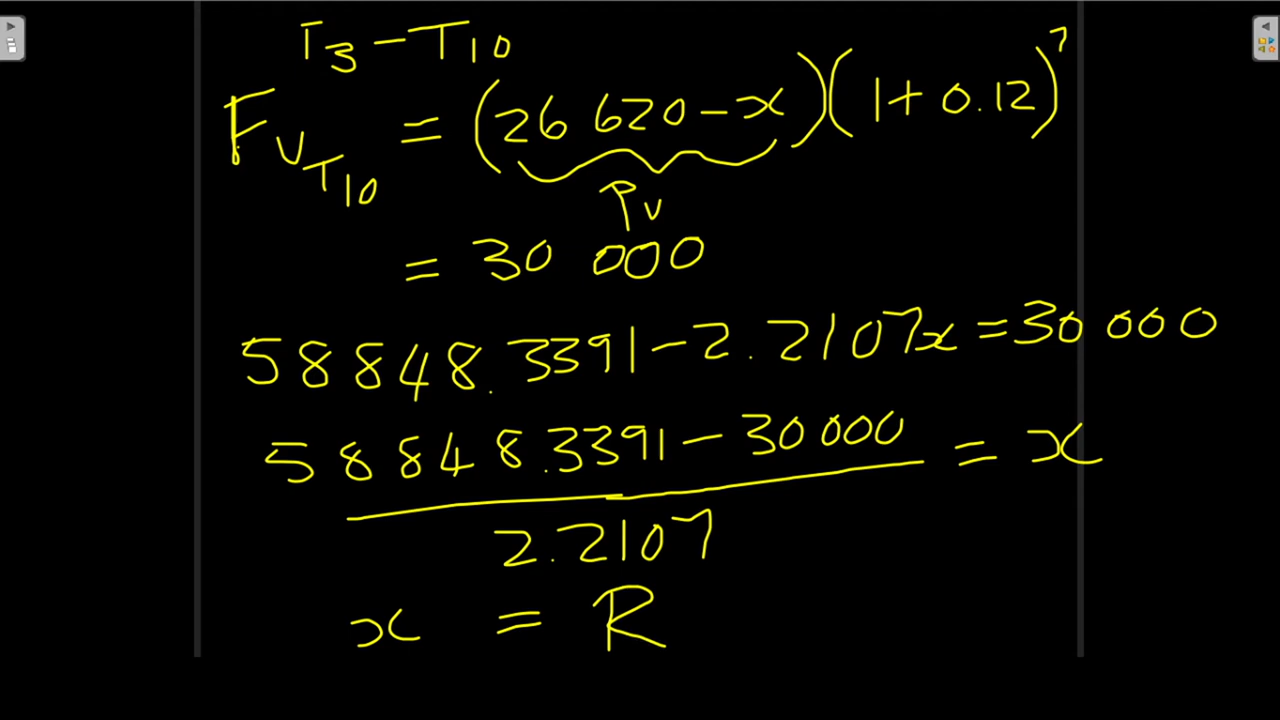 T3 - T10
FvT10 = (26 620 - x)(1 + 0.12)^7
Pv
= 30 000
58848.3391 - 2.2107x = 30 000
58848.3391 - 30 000 = x
2.2107
x = R